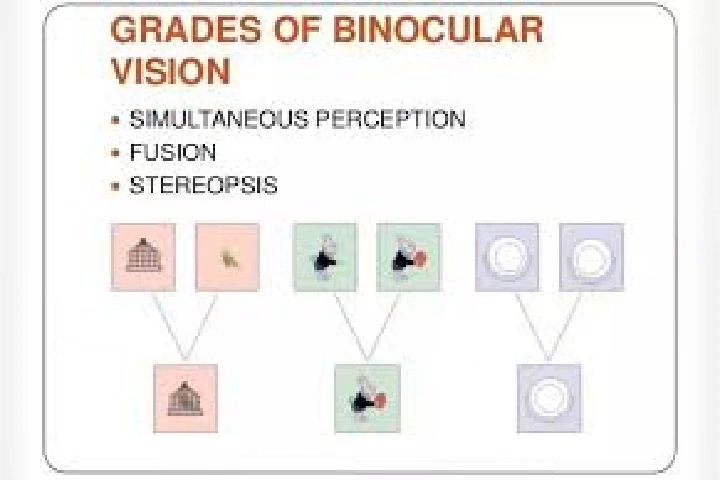 GRADES OF BINOCULAR
VISION
• SIMULTANEOUS PERCEPTION
• FUSION
• STEREOPSIS